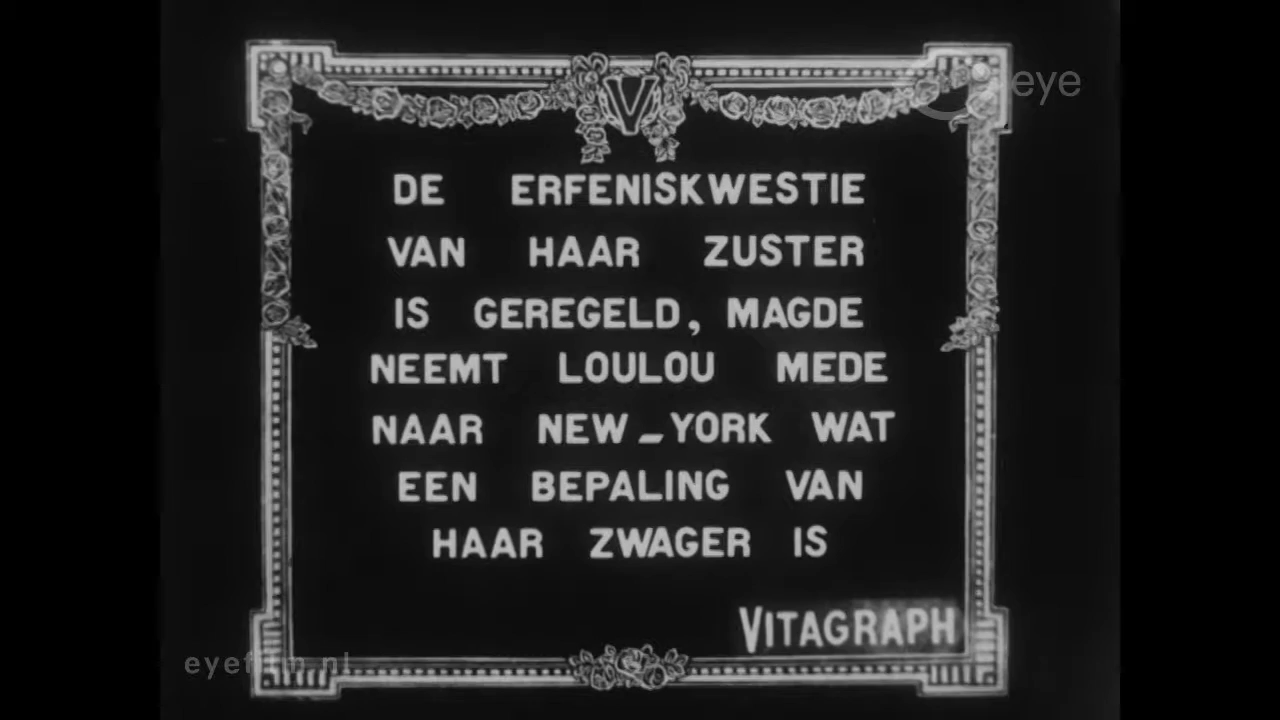 eye
V
DE ERFENISKWESTIE
VAN HAAR ZUSTER
IS GEREGELD, MAGDE
NEEMT LOULOU MEDE
NAAR NEW-YORK WAT
EEN BEPALING VAN
HAAR ZWAGER IS
VITAGRAPH
eyefilm.nl